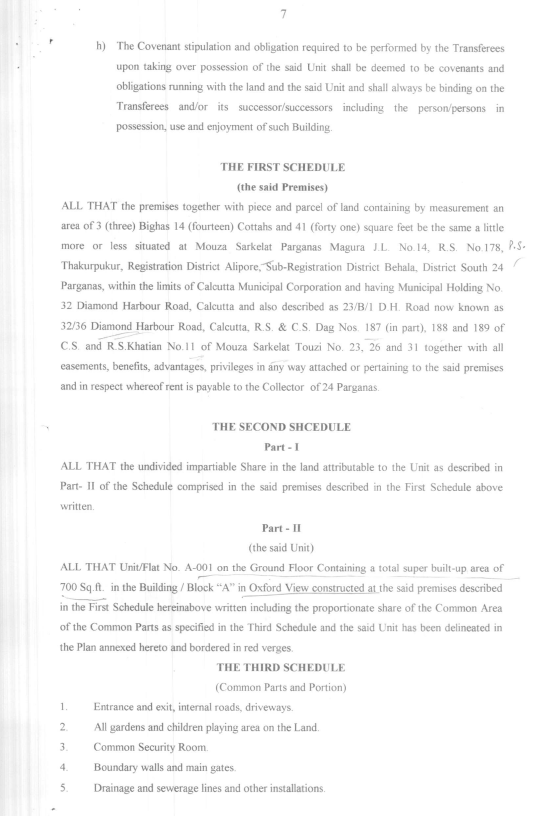 7
h) The Covenant stipulation and obligation required to be performed by the Transferees
upon taking over possession of the said Unit shall be deemed to be covenants and
obligations running with the land and the said Unit and shall always be binding on the
Transferees and/or its successor/successors including the person/persons in
possession, use and enjoyment of such Building.
THE FIRST SCHEDULE
(the said Premises)
ALL THAT the premises together with piece and parcel of land containing by measurement an
area of 3 (three) Bighas 14 (fourteen) Cottahs and 41 (forty one) square feet be the same a little
more or less situated at Mouza Sarkelat Parganas Magura J.L. No.14, R.S. No.178, P.S.
Thakurpukur, Registration District Alipore, Sub-Registration District Behala, District South 24
Parganas, within the limits of Calcutta Municipal Corporation and having Municipal Holding No.
32 Diamond Harbour Road, Calcutta and also described as 23/B/1 D.H. Road now known as
32/36 Diamond Harbour Road, Calcutta, R.S. & C.S. Dag Nos. 187 (in part), 188 and 189 of
C.S. and R.S.Khatian No.11 of Mouza Sarkelat Touzi No. 23, 26 and 31 together with all
easements, benefits, advantages, privileges in any way attached or pertaining to the said premises
and in respect whereof rent is payable to the Collector of 24 Parganas.
THE SECOND SHCEDULE
Part - I
ALL THAT the undivided impartiable Share in the land attributable to the Unit as described in
Part- II of the Schedule comprised in the said premises described in the First Schedule above
written.
Part - II
(the said Unit)
ALL THAT Unit/Flat No. A-001 on the Ground Floor Containing a total super built-up area of
700 Sq.ft. in the Building / Block “A” in Oxford View constructed at the said premises described
in the First Schedule hereinabove written including the proportionate share of the Common Area
of the Common Parts as specified in the Third Schedule and the said Unit has been delineated in
the Plan annexed hereto and bordered in red verges.
THE THIRD SCHEDULE
(Common Parts and Portion)
1. Entrance and exit, internal roads, driveways.
2. All gardens and children playing area on the Land.
3. Common Security Room.
4. Boundary walls and main gates.
5. Drainage and sewerage lines and other installations.